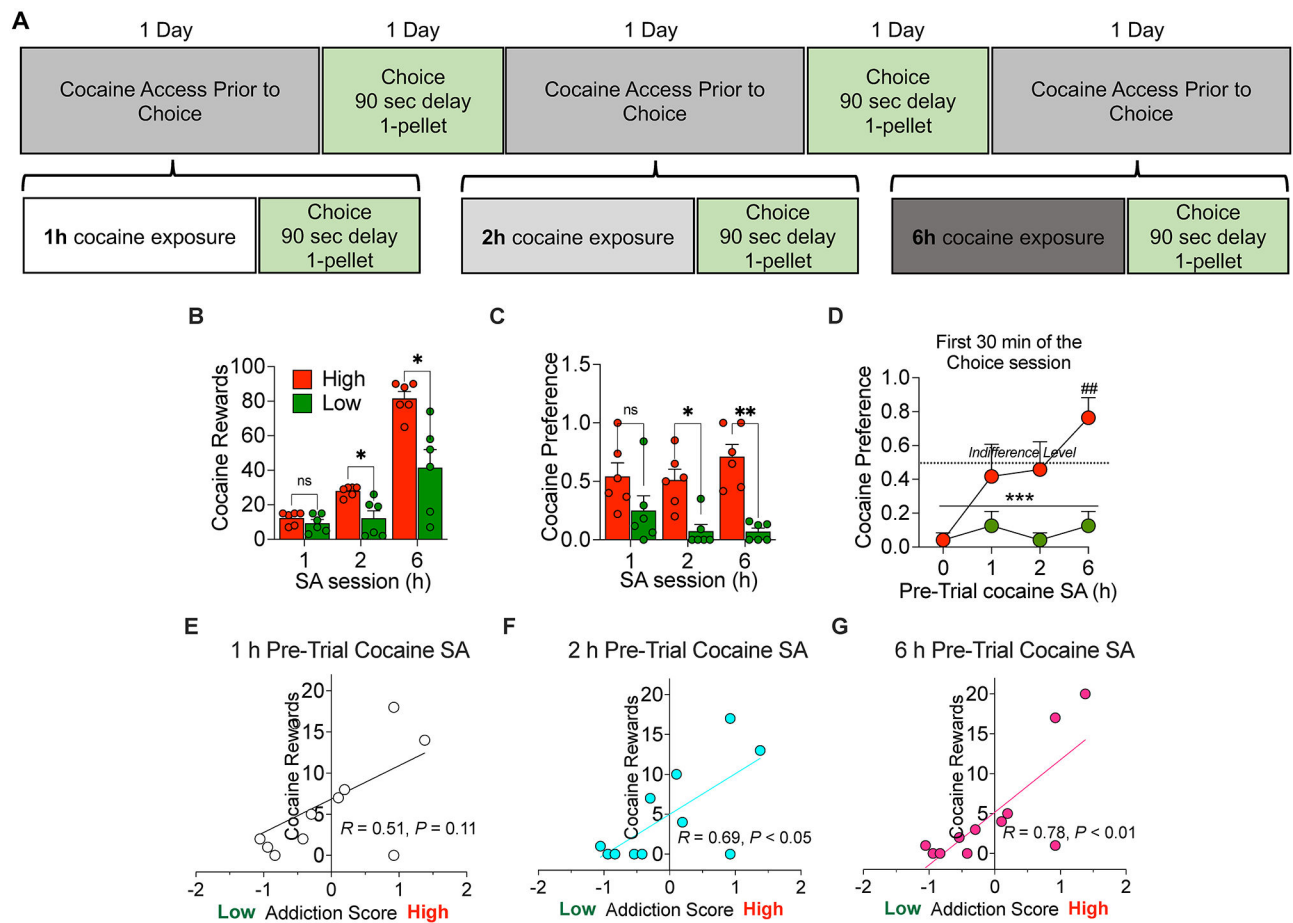 A
1 Day
1 Day
1 Day
1 Day
1 Day
Cocaine Access Prior to
Choice
Choice
90 sec delay
1-pellet
Cocaine Access Prior to
Choice
Choice
90 sec delay
1-pellet
Cocaine Access Prior to
Choice
1h cocaine exposure
Choice
90 sec delay
1-pellet
2h cocaine exposure
Choice
90 sec delay
1-pellet
6h cocaine exposure
Choice
90 sec delay
1-pellet
B
Cocaine Rewards
100
80
60
40
20
0
High
Low
ns
*
*
1
2
6
SA session (h)
C
Cocaine Preference
1.5
1.0
0.5
0.0
ns
*
**
1
2
6
SA session (h)
D
First 30 min of the
Choice session
Cocaine Preference
1.0
0.8
0.6
0.4
0.2
0.0
##
Indifference Level
***
0
1
2
6
Pre-Trial cocaine SA (h)
E
1 h Pre-Trial Cocaine SA
Cocaine Rewards
20
15
10
5
0
R = 0.51, P = 0.11
-2
-1
0
1
2
Low Addiction Score High
F
2 h Pre-Trial Cocaine SA
Cocaine Rewards
20
15
10
5
0
R = 0.69, P < 0.05
-2
-1
0
1
2
Low Addiction Score High
G
6 h Pre-Trial Cocaine SA
Cocaine Rewards
20
15
10
5
0
R = 0.78, P < 0.01
-2
-1
0
1
2
Low Addiction Score High